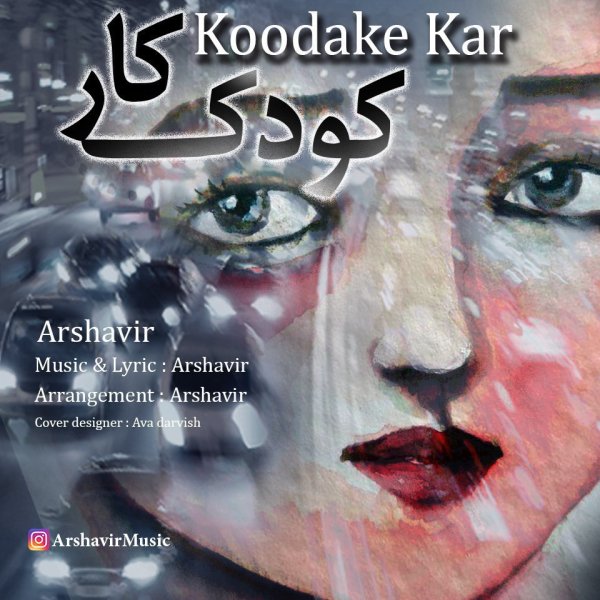 Koodake Kar
کودک کار
Arshavir
Music & Lyric : Arshavir
Arrangement : Arshavir
Cover designer : Ava darvish
ArshavirMusic